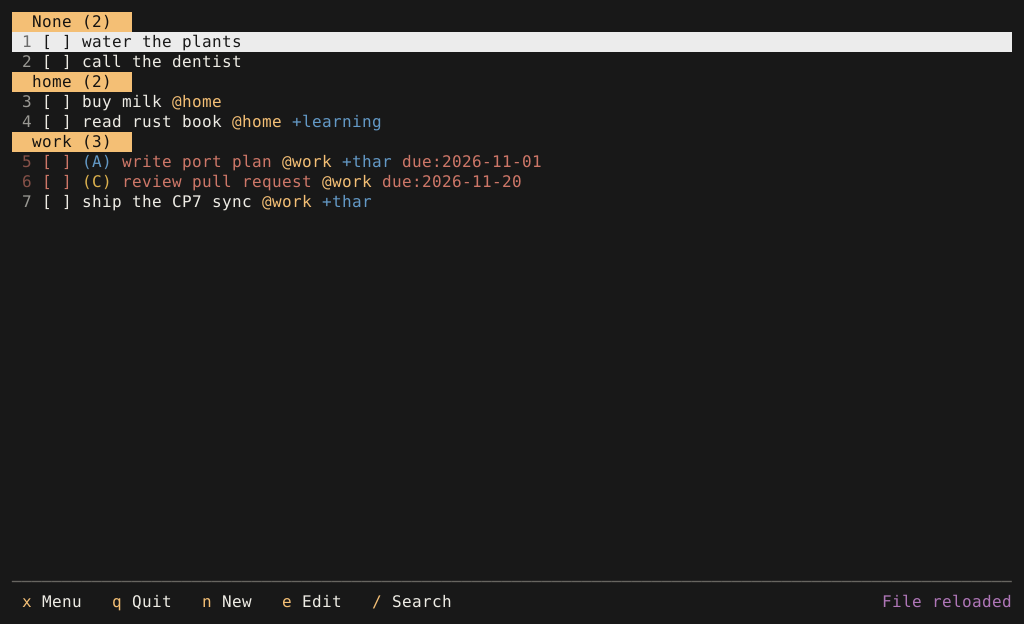 None (2)
1 [ ] water the plants
2 [ ] call the dentist
home (2)
3 [ ] buy milk @home
4 [ ] read rust book @home +learning
work (3)
5 [ ] (A) write port plan @work +thar due:2026-11-01
6 [ ] (C) review pull request @work due:2026-11-20
7 [ ] ship the CP7 sync @work +thar
x Menu q Quit n New e Edit / Search File reloaded